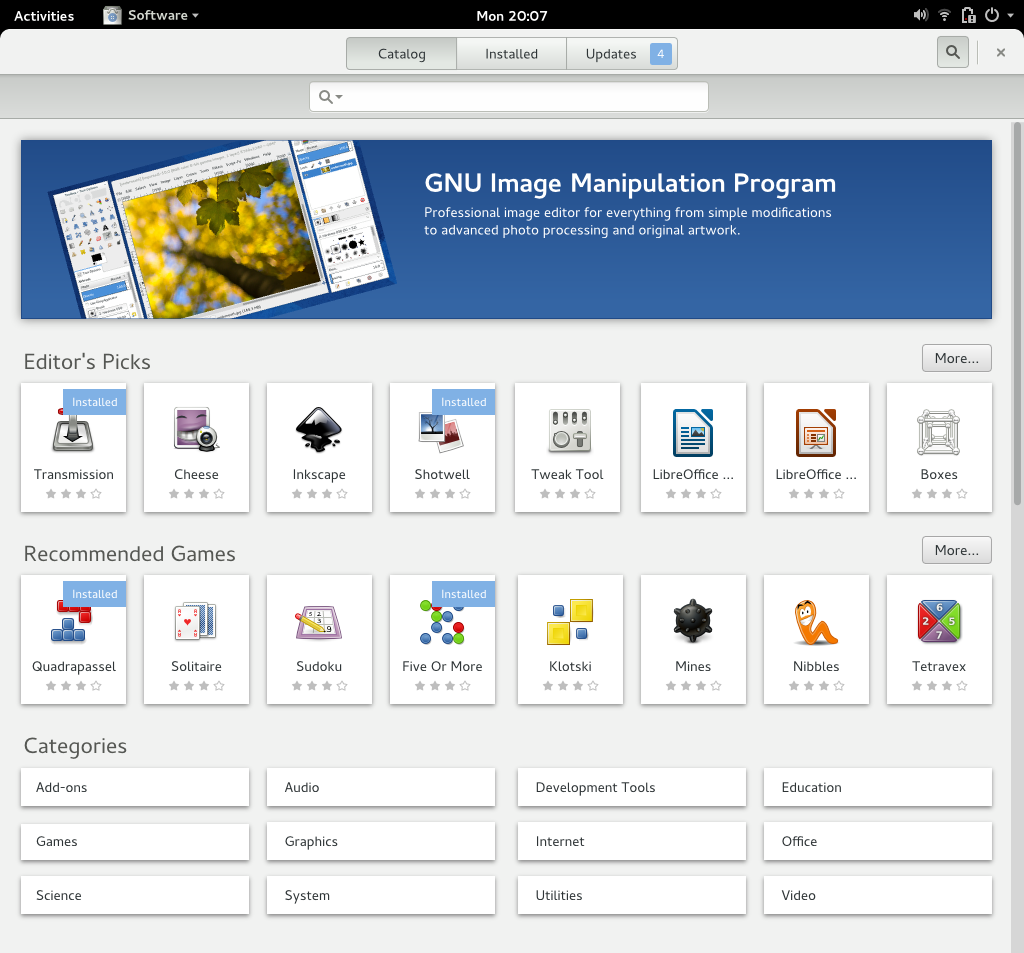 Activities Software Mon 20:07
Catalog Installed Updates 4
GNU Image Manipulation Program
Professional image editor for everything from simple modifications
to advanced photo processing and original artwork.
Editor's Picks More...
Installed Installed
Transmission Cheese Inkscape Shotwell Tweak Tool LibreOffice ... LibreOffice ... Boxes
Recommended Games More...
Installed Installed
Quadrapassel Solitaire Sudoku Five Or More Klotski Mines Nibbles Tetravex
Categories
Add-ons Audio Development Tools Education
Games Graphics Internet Office
Science System Utilities Video